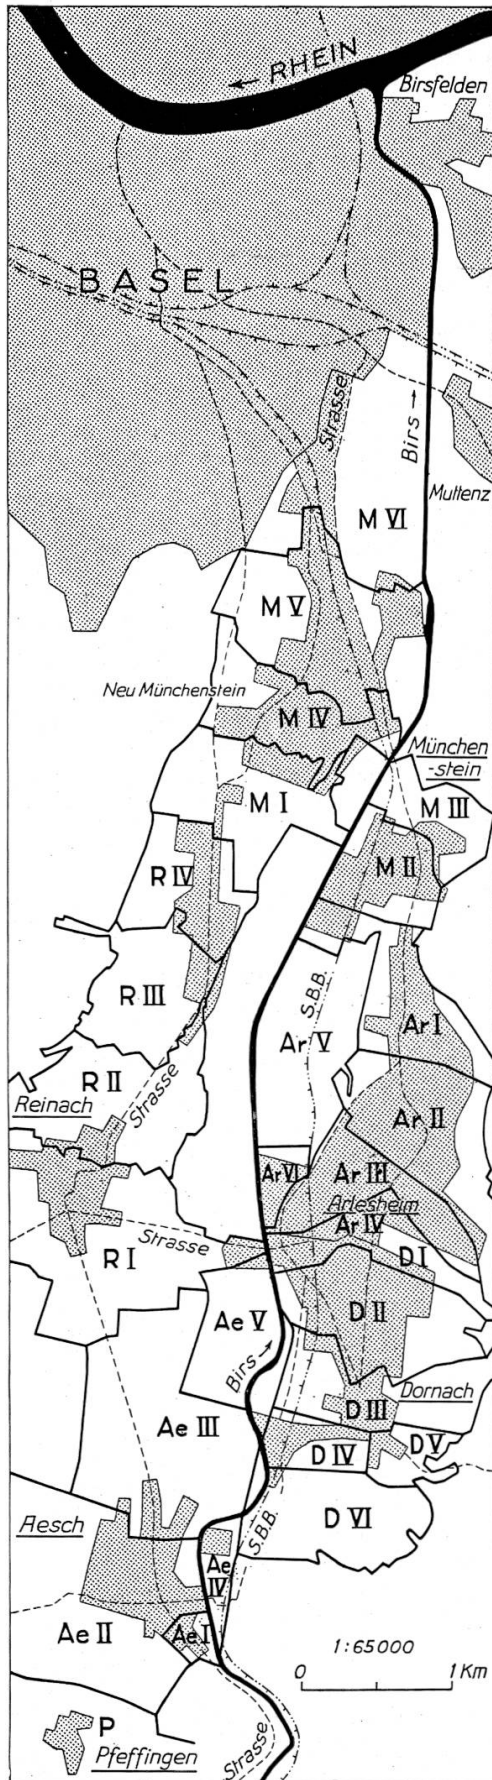 ← RHEIN
Birsfelden
BASEL
Strasse
Birs →
Muttenz
M VI
M V
Neu Münchenstein
M IV
München
-stein
M I
M III
M II
R IV
S.B.B.
R III
Ar I
Ar V
R II
Ar II
Reinach
Strasse
Ar VI
Ar III
Arlesheim
Ar IV
Strasse
D I
R I
D II
Ae V
Birs →
Dornach
D III
Ae III
D V
D IV
S.B.B.
D VI
Aesch
Ae
IV
Ae II
Ae I
1:65000
0 1 Km
P
Pfeffingen
Strasse